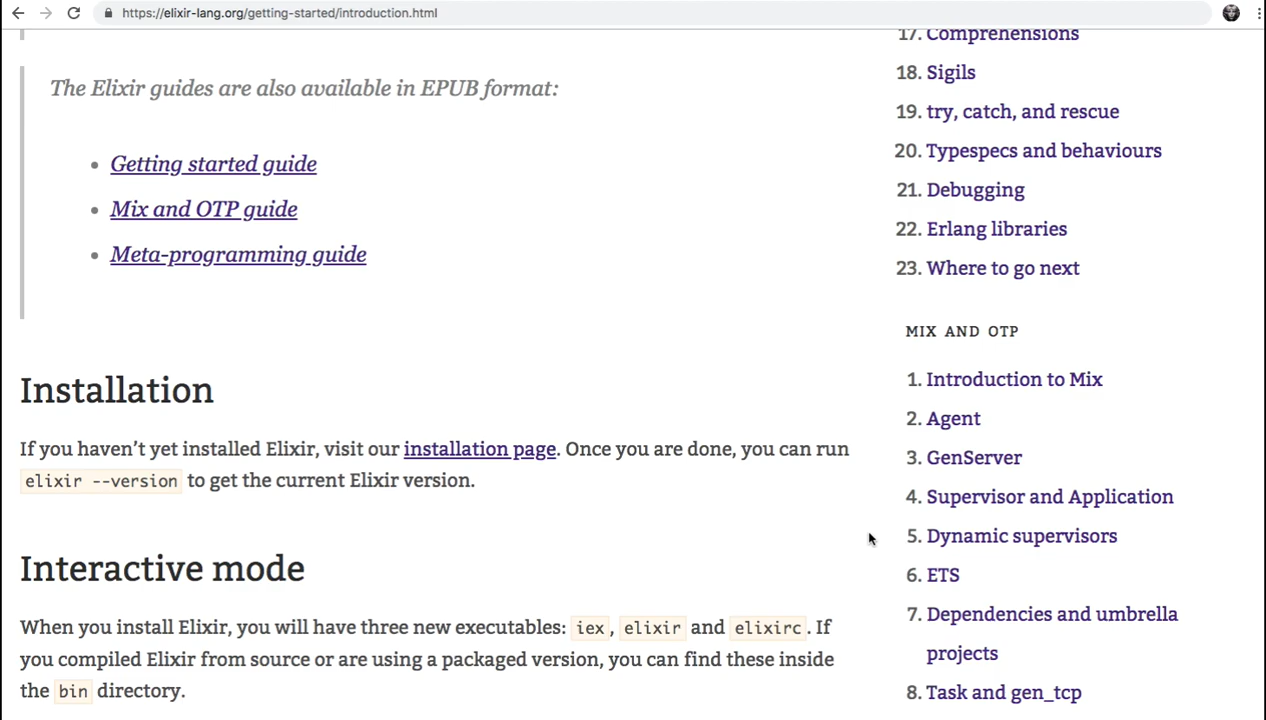 https://elixir-lang.org/getting-started/introduction.html
The Elixir guides are also available in EPUB format:
• Getting started guide
• Mix and OTP guide
• Meta-programming guide
Installation
If you haven’t yet installed Elixir, visit our installation page. Once you are done, you can run
elixir --version to get the current Elixir version.
Interactive mode
When you install Elixir, you will have three new executables: iex, elixir and elixirc. If
you compiled Elixir from source or are using a packaged version, you can find these inside
the bin directory.
17. Comprehensions
18. Sigils
19. try, catch, and rescue
20. Typespecs and behaviours
21. Debugging
22. Erlang libraries
23. Where to go next
MIX AND OTP
1. Introduction to Mix
2. Agent
3. GenServer
4. Supervisor and Application
5. Dynamic supervisors
6. ETS
7. Dependencies and umbrella
projects
8. Task and gen_tcp